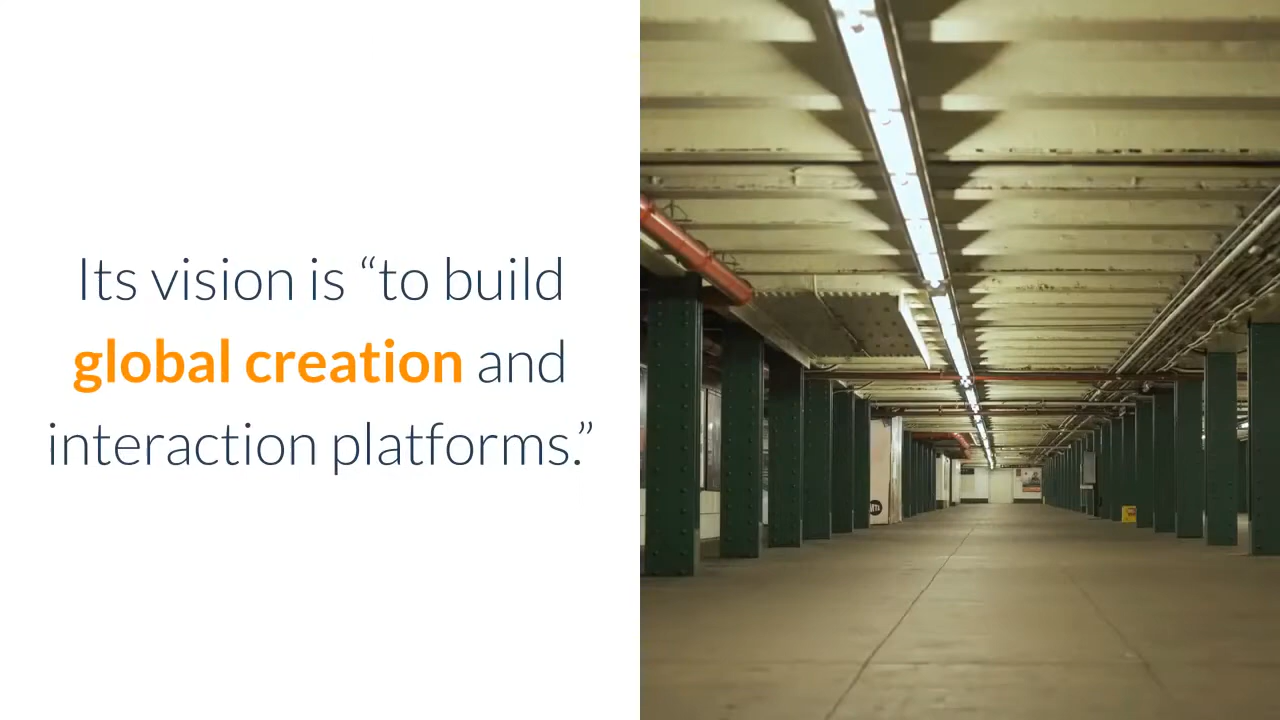 Its vision is “to build
global creation and
interaction platforms.”